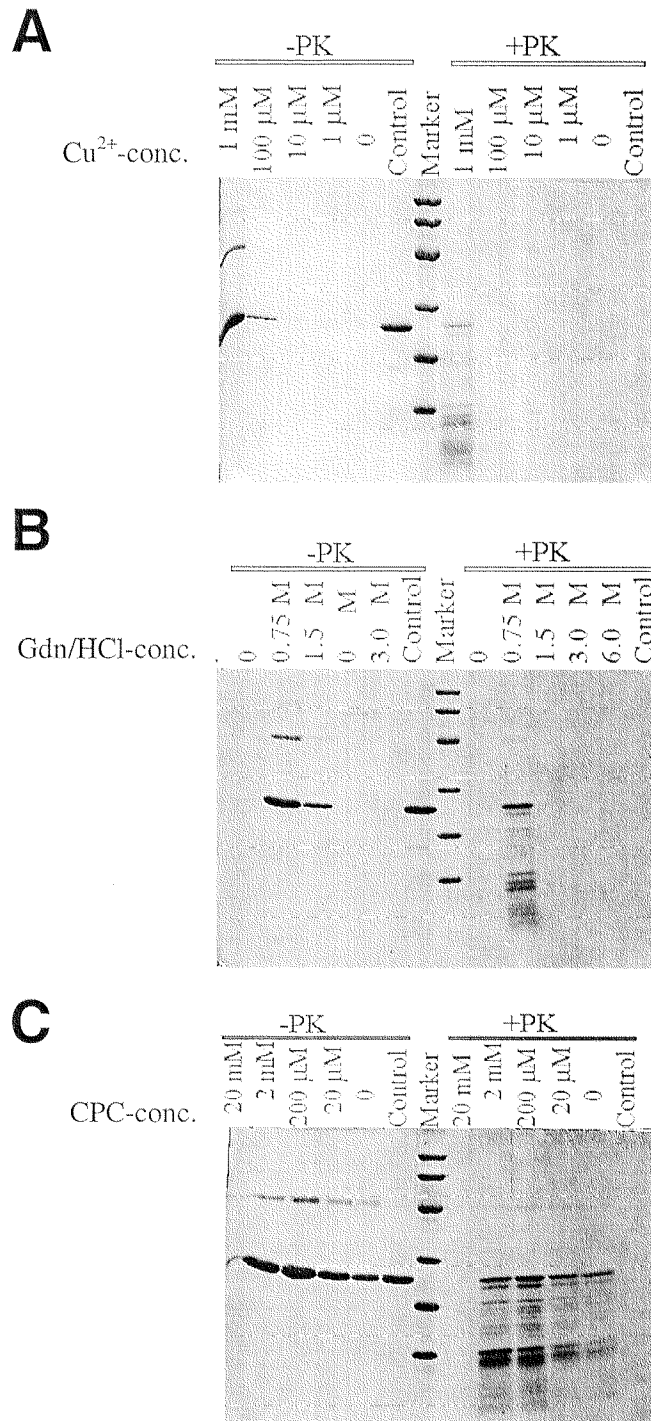 A
-PK +PK
Cu2+-conc. 1 mM 100 µM 10 µM 1 µM 0 Control Marker 1 mM 100 µM 10 µM 1 µM 0 Control
B
-PK +PK
Gdn/HCl-conc. 0 0.75 M 1.5 M 0 M 3.0 M Control Marker 0 0.75 M 1.5 M 3.0 M 6.0 M Control
C
-PK +PK
CPC-conc. 20 mM 2 mM 200 µM 20 µM 0 Control Marker 20 mM 2 mM 200 µM 20 µM 0 Control